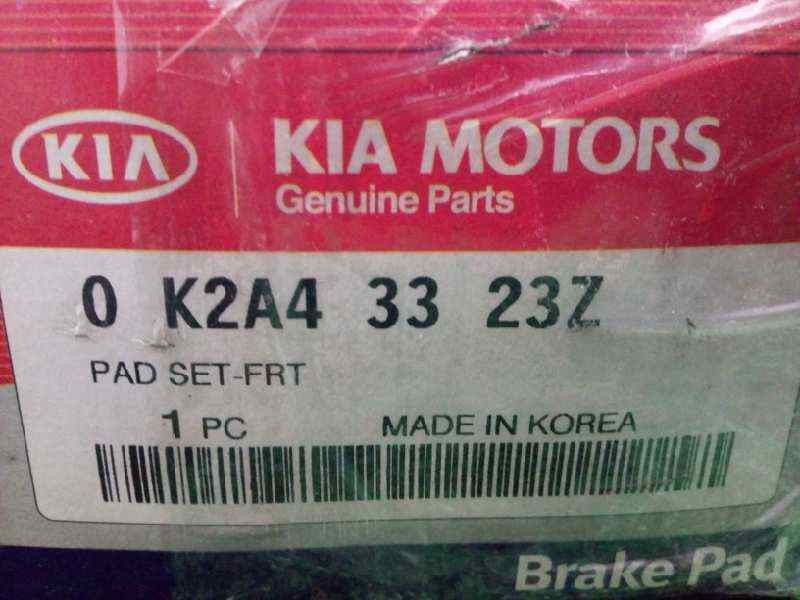 KIA KIA MOTORS
Genuine Parts
0 K2A4 33 23Z
PAD SET-FRT
1 PC MADE IN KOREA
Brake Pad